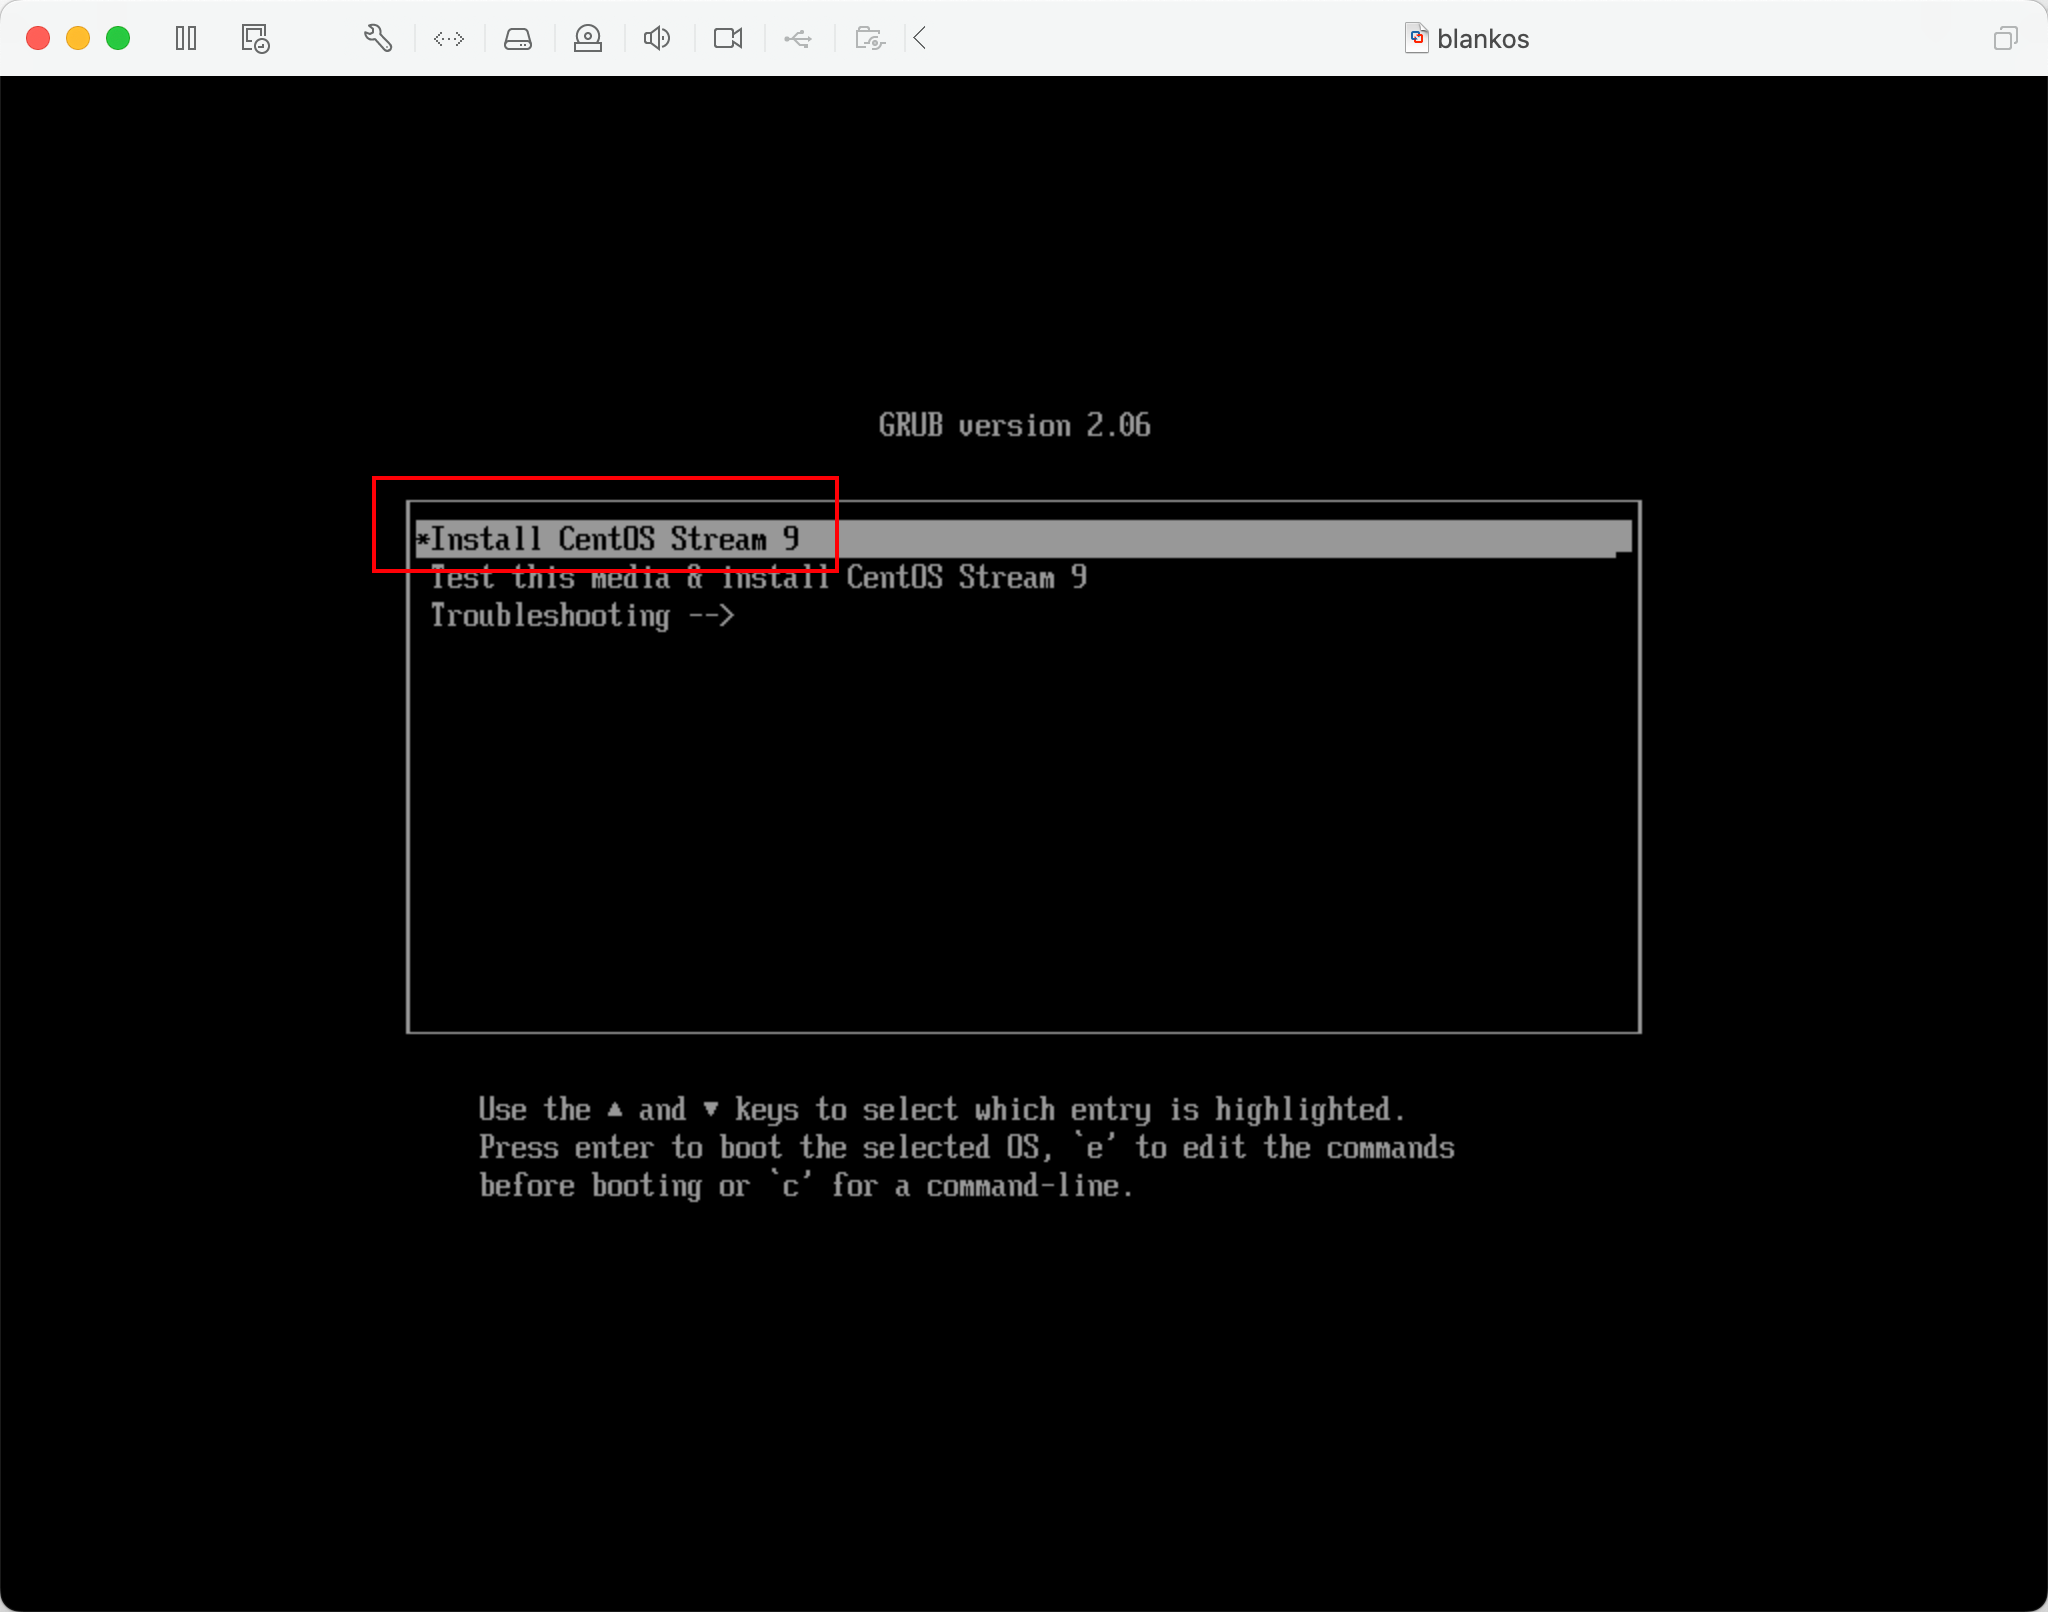 blankos
GRUB version 2.06
*Install CentOS Stream 9
Test this media & install CentOS Stream 9
Troubleshooting -->
Use the ▲ and ▼ keys to select which entry is highlighted.
Press enter to boot the selected OS, `e' to edit the commands
before booting or `c' for a command-line.